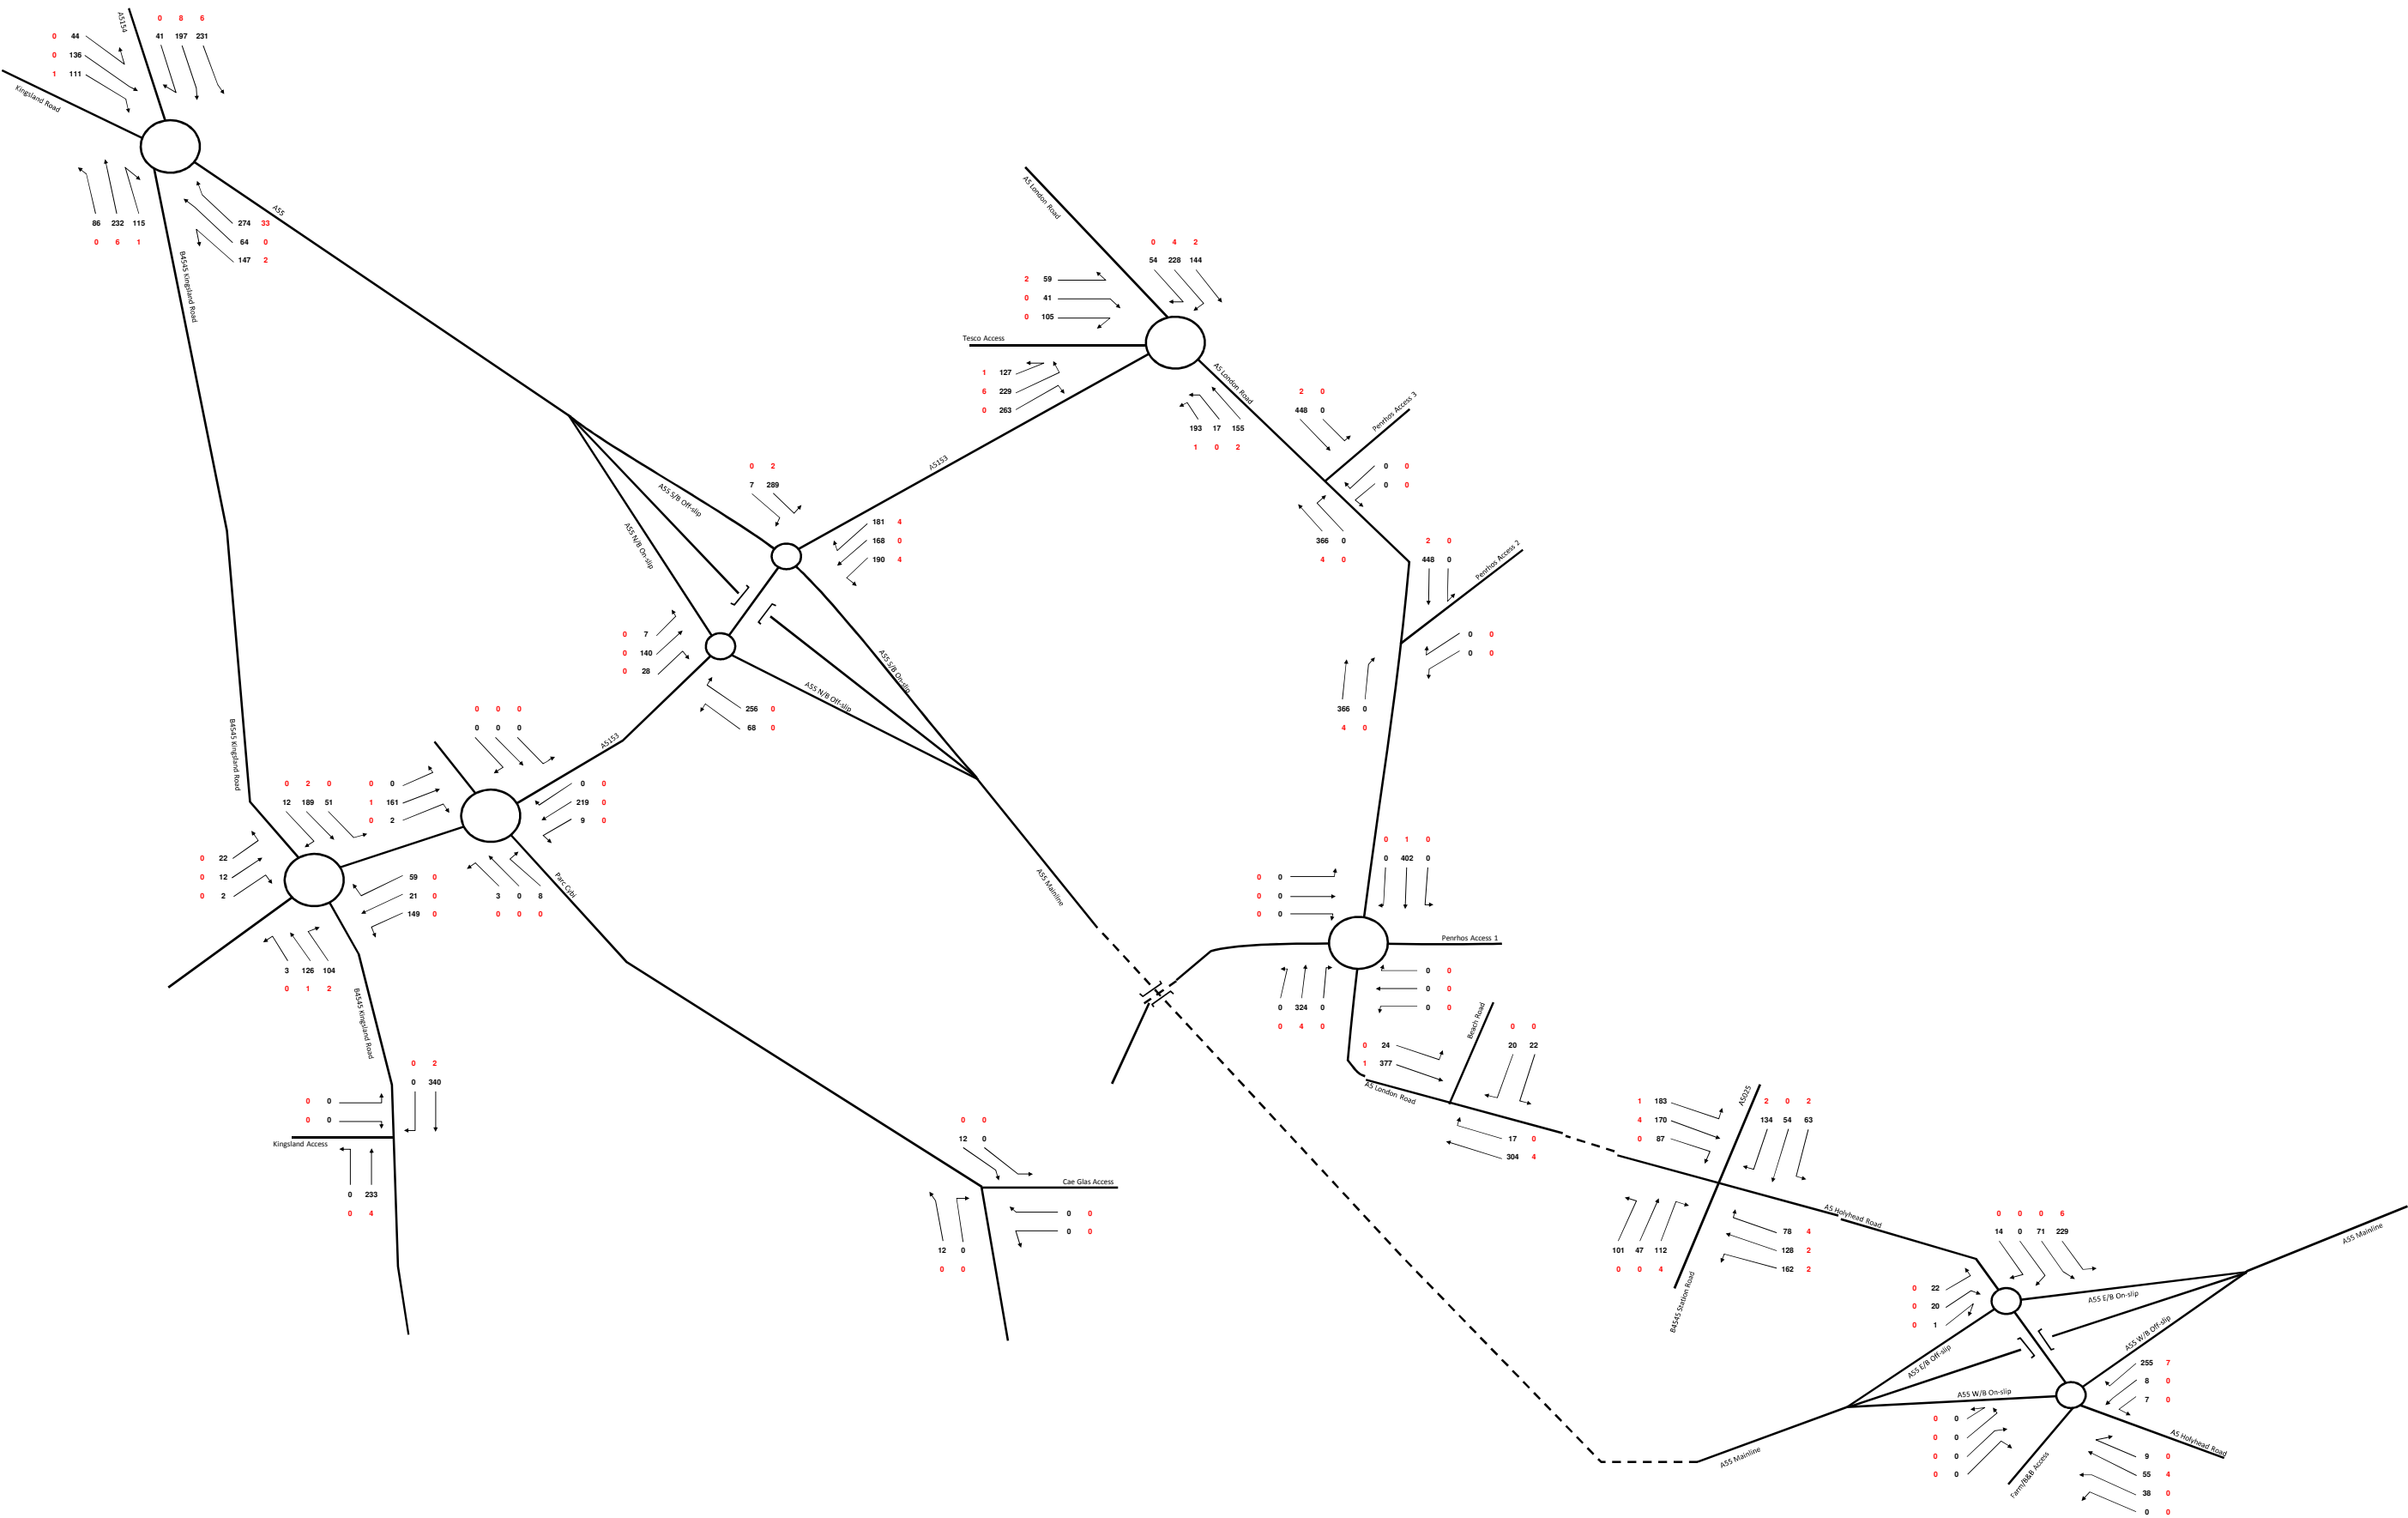 A5154
0 8 6
0 44
41 197 231
0 136
1 111
Kingsland Road
86 232 115
0 6 1
A55
274 33
64 0
147 2
B4545 Kingsland Road
A5 London Road
0 4 2
54 228 144
2 59
0 41
0 105
Tesco Access
1 127
6 229
0 263
A5 London Road
193 17 155
1 0 2
2 0
448 0
Penrhos Access 3
0 0
0 0
366 0
4 0
A5153
0 2
7 289
A55 S/B Off-slip
A55 N/B On-slip
181 4
168 0
190 4
2 0
448 0
Penrhos Access 2
0 0
0 0
366 0
4 0
0 7
0 140
0 28
A55 S/B On-slip
A55 N/B Off-slip
256 0
68 0
0 0 0
0 0 0
A5153
B4545 Kingsland Road
0 2 0
12 189 51
0 0
1 161
0 2
0 0
219 0
9 0
0 22
0 12
0 2
59 0
21 0
149 0
3 0 8
0 0 0
Parc Cybi
A55 Mainline
0 1 0
0 402 0
0 0
0 0
0 0
Penrhos Access 1
3 126 104
0 1 2
B4545 Kingsland Road
0 324 0
0 4 0
0 0
0 0
0 0
Beach Road
0 0
20 22
0 24
1 377
A5 London Road
0 2
0 340
0 0
0 0
Kingsland Access
0 233
0 4
0 0
12 0
Cae Glas Access
0 0
0 0
12 0
0 0
17 0
304 4
1 183
4 170
0 87
A5025
2 0 2
134 54 63
A5 Holyhead Road
101 47 112
0 0 4
78 4
128 2
162 2
B4545 Station Road
0 0 0 6
14 0 71 229
A55 Mainline
0 22
0 20
0 1
A55 E/B On-slip
A55 W/B Off-slip
A55 E/B Off-slip
A55 W/B On-slip
255 7
8 0
7 0
0 0
0 0
0 0
0 0
A55 Mainline
Farm/B&B Access
A5 Holyhead Road
9 0
55 4
38 0
0 0